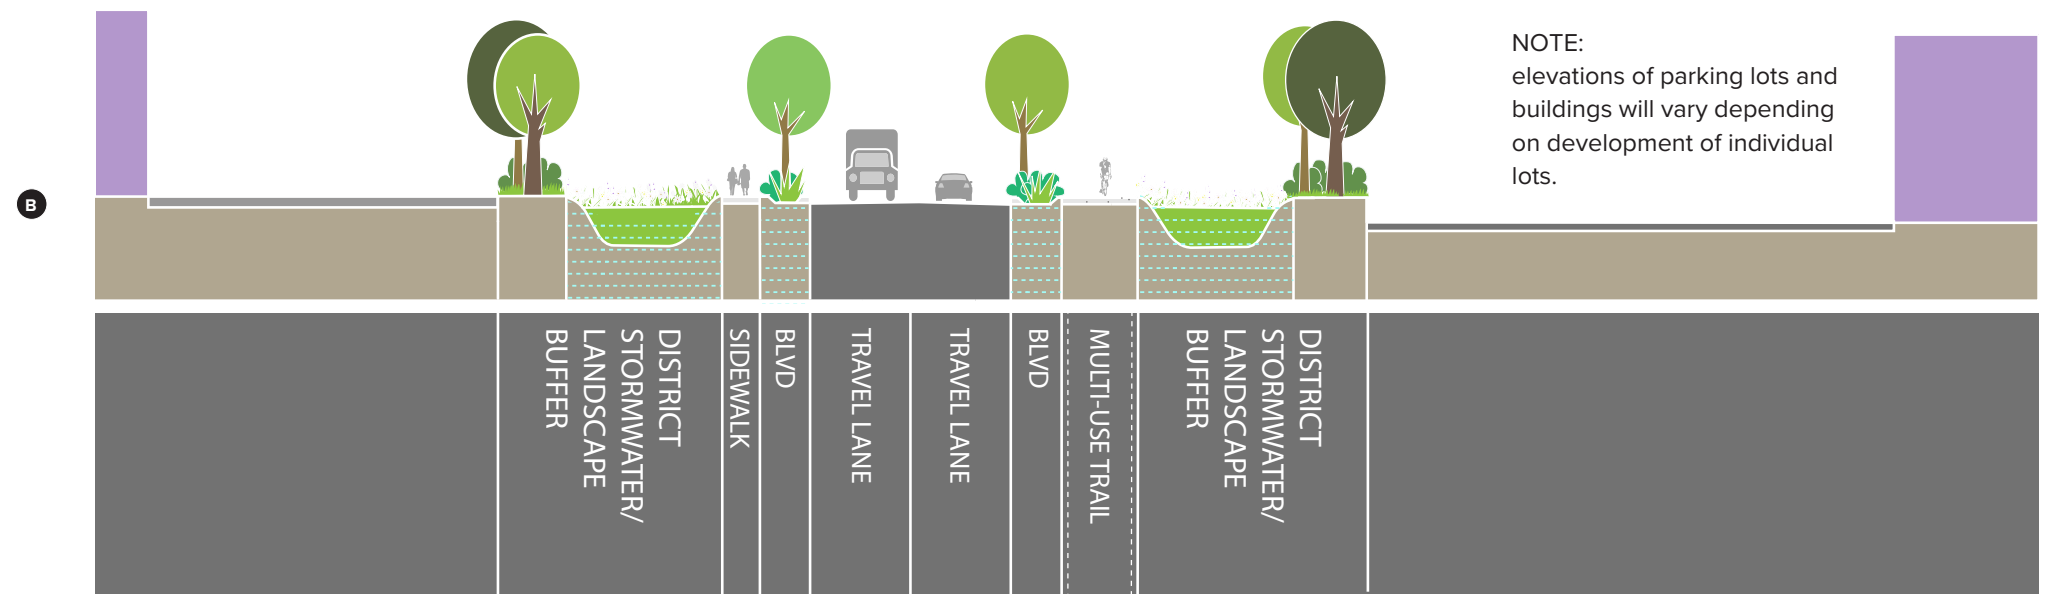 NOTE:
elevations of parking lots and
buildings will vary depending
on development of individual
lots.
B
DISTRICT
STORMWATER/
LANDSCAPE
BUFFER
SIDEWALK
BLVD
TRAVEL LANE
TRAVEL LANE
BLVD
MULTI-USE TRAIL
DISTRICT
STORMWATER/
LANDSCAPE
BUFFER